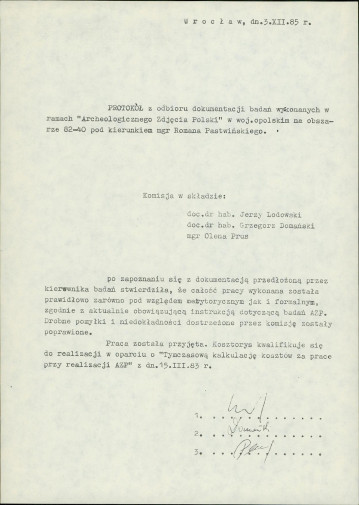 Wrocław, dn.3.XII.85 r.
PROTOKÓŁ z odbioru dokumentacji badań wykonanych w
ramach "Archeologicznego Zdjęcia Polski" w woj.opolskim na obsza-
rze 82-40 pod kierunkiem mgr Romana Pastwińskiego.
Komisja w składzie:
doc.dr hab. Jerzy Lodowski
doc.dr hab. Grzegorz Domański
mgr Olena Prus
po zapoznaniu się z dokumentacją przedłożoną przez
kierownika badań stwierdziła, że całość pracy wykonana została
prawidłowo zarówno pod względem merytorycznym jak i formalnym,
zgodnie z aktualnie obowiązującą instrukcją dotyczącą badań AZP.
Drobne pomyłki i niedokładności dostrzeżone przez komisję zostały
poprawione.
Praca została przyjęta. Kosztorys kwalifikuje się
do realizacji w oparciu o "Tymczasową kalkulację kosztów za prace
przy realizacji AZP" z dn.15.III.85 r.
1.
2.
3.